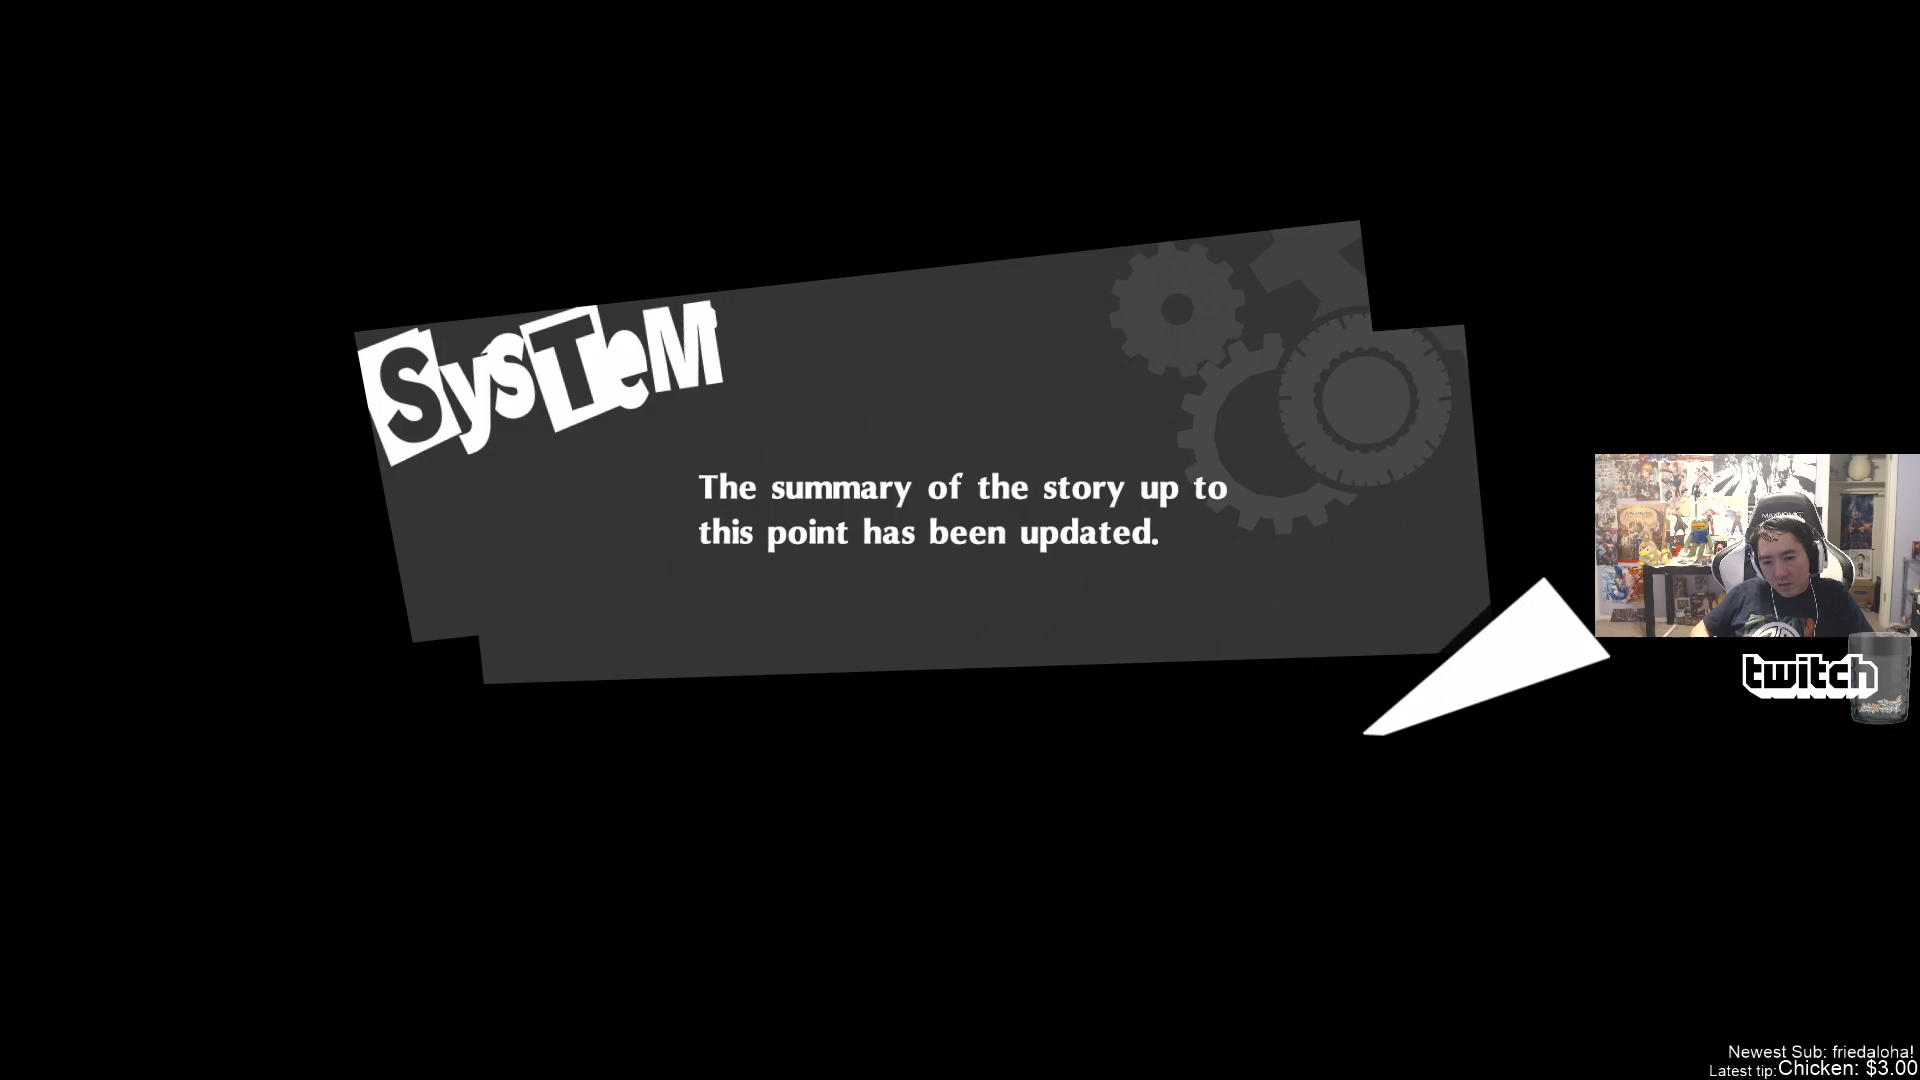 SysTeM
The summary of the story up to
this point has been updated.
MAXNOMIC
twitch
Newest Sub: friedaloha!
Latest tip:Chicken: $3.00